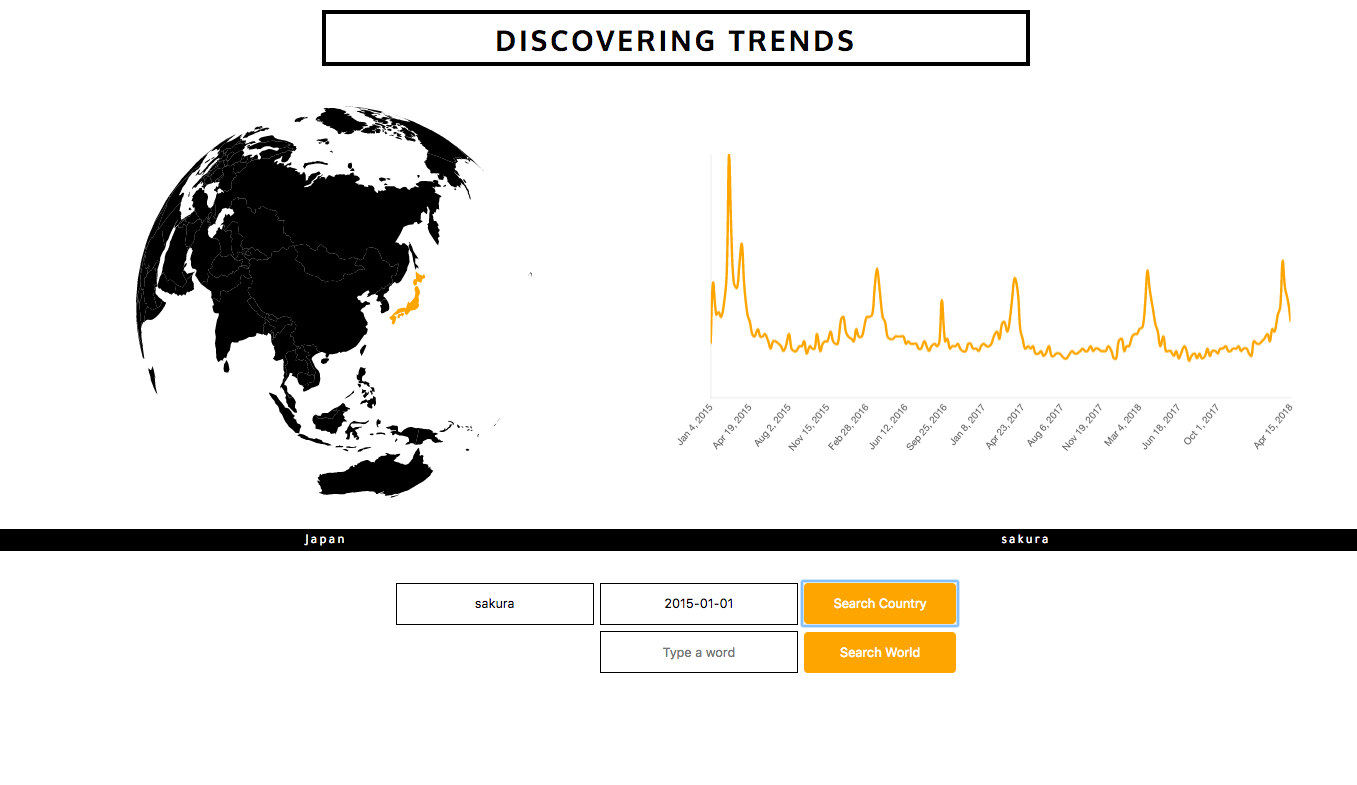 DISCOVERING TRENDS
Jan 4, 2015
Apr 19, 2015
Aug 2, 2015
Nov 15, 2015
Feb 28, 2016
Jun 12, 2016
Sep 25, 2016
Jan 8, 2017
Apr 23, 2017
Aug 6, 2017
Nov 19, 2017
Mar 4, 2018
Jun 18, 2017
Oct 1, 2017
Apr 15, 2018
Japan
sakura
sakura
2015-01-01
Search Country
Type a word
Search World